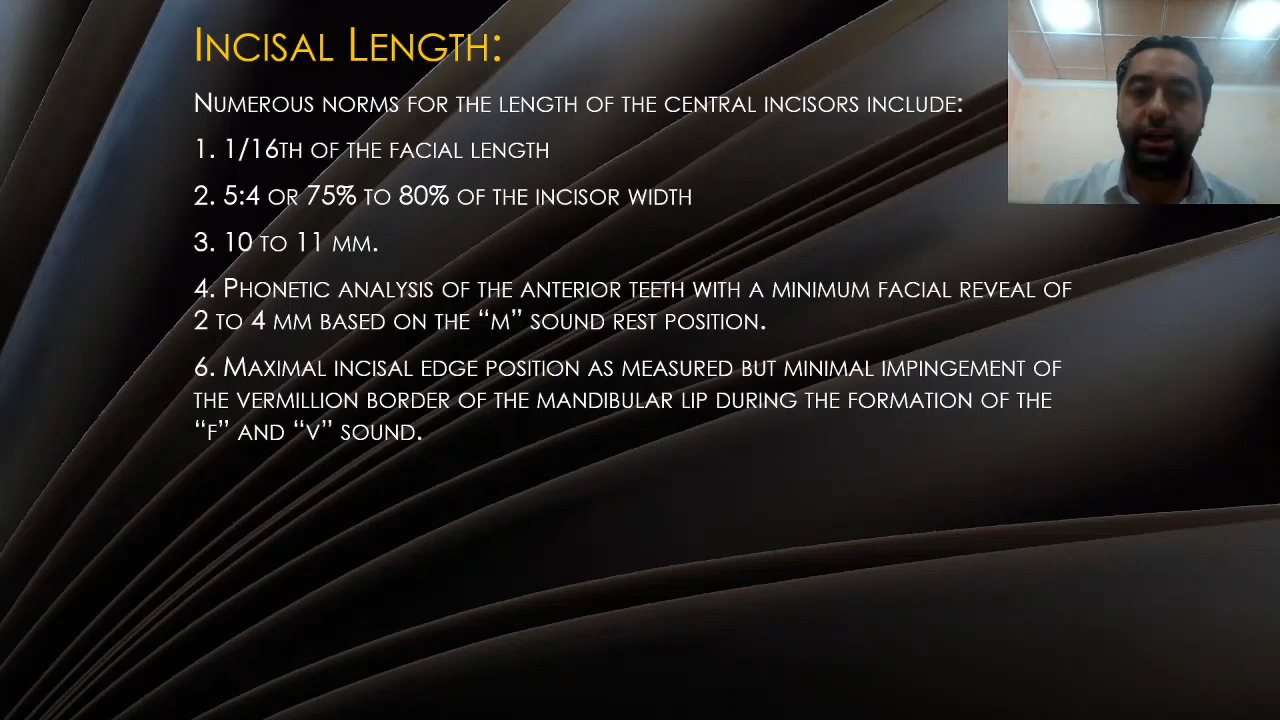 Incisal Length:
Numerous norms for the length of the central incisors include:
1. 1/16th of the facial length
2. 5:4 or 75% to 80% of the incisor width
3. 10 to 11 mm.
4. Phonetic analysis of the anterior teeth with a minimum facial reveal of
2 to 4 mm based on the “m” sound rest position.
6. Maximal incisal edge position as measured but minimal impingement of
the vermillion border of the mandibular lip during the formation of the
“f” and “v” sound.